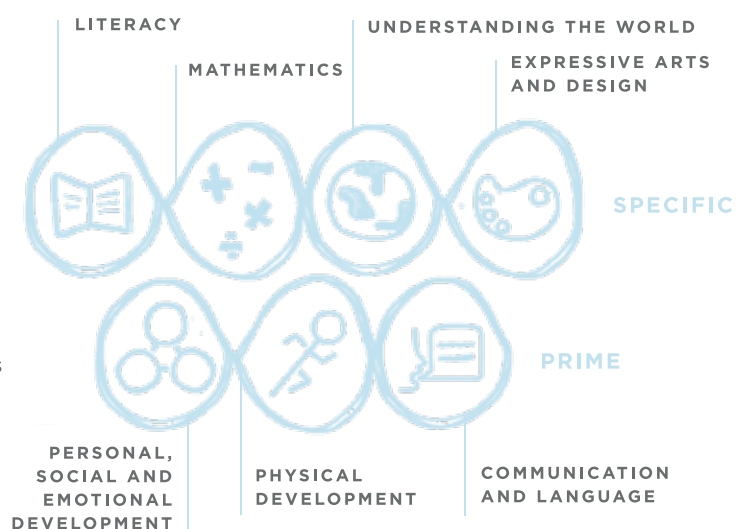 LITERACY
UNDERSTANDING THE WORLD
MATHEMATICS
EXPRESSIVE ARTS
AND DESIGN
SPECIFIC
PRIME
S
PERSONAL,
SOCIAL AND
EMOTIONAL
DEVELOPMENT
PHYSICAL
DEVELOPMENT
COMMUNICATION
AND LANGUAGE